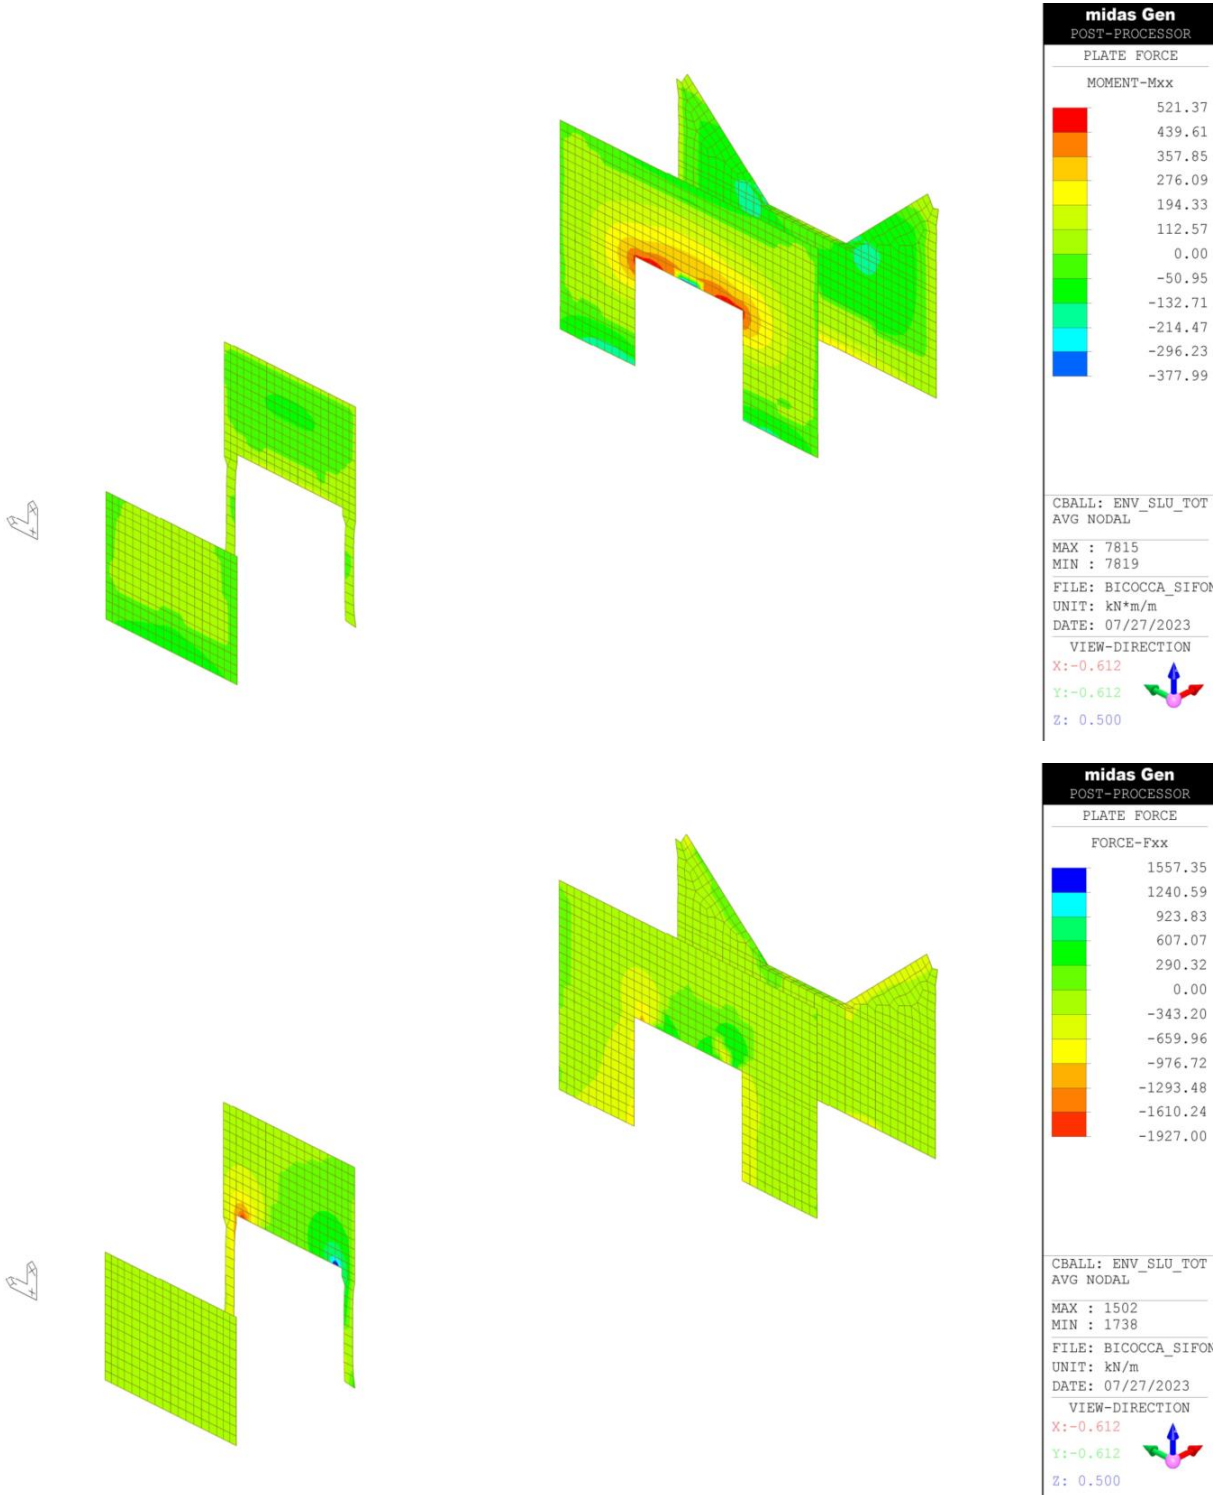 midas Gen
POST-PROCESSOR
PLATE FORCE
MOMENT-Mxx
521.37
439.61
357.85
276.09
194.33
112.57
0.00
-50.95
-132.71
-214.47
-296.23
-377.99
CBALL: ENV_SLU_TOT
AVG NODAL
MAX : 7815
MIN : 7819
FILE: BICOCCA_SIFON
UNIT: kN*m/m
DATE: 07/27/2023
VIEW-DIRECTION
X:-0.612
Y:-0.612
Z: 0.500
midas Gen
POST-PROCESSOR
PLATE FORCE
FORCE-Fxx
1557.35
1240.59
923.83
607.07
290.32
0.00
-343.20
-659.96
-976.72
-1293.48
-1610.24
-1927.00
CBALL: ENV_SLU_TOT
AVG NODAL
MAX : 1502
MIN : 1738
FILE: BICOCCA_SIFON
UNIT: kN/m
DATE: 07/27/2023
VIEW-DIRECTION
X:-0.612
Y:-0.612
Z: 0.500